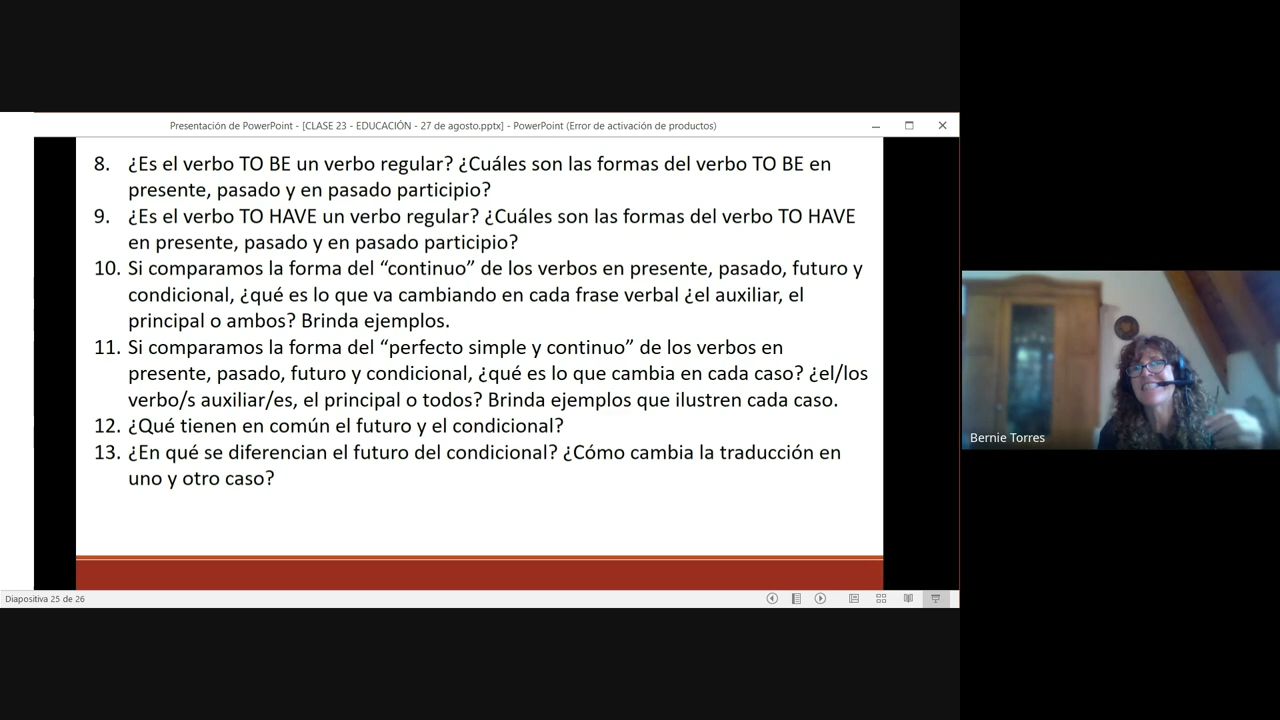 Presentación de PowerPoint - [CLASE 23 - EDUCACIÓN - 27 de agosto.pptx] - PowerPoint (Error de activación de productos)
8. ¿Es el verbo TO BE un verbo regular? ¿Cuáles son las formas del verbo TO BE en
presente, pasado y en pasado participio?
9. ¿Es el verbo TO HAVE un verbo regular? ¿Cuáles son las formas del verbo TO HAVE
en presente, pasado y en pasado participio?
10. Si comparamos la forma del “continuo” de los verbos en presente, pasado, futuro y
condicional, ¿qué es lo que va cambiando en cada frase verbal ¿el auxiliar, el
principal o ambos? Brinda ejemplos.
11. Si comparamos la forma del “perfecto simple y continuo” de los verbos en
presente, pasado, futuro y condicional, ¿qué es lo que cambia en cada caso? ¿el/los
verbo/s auxiliar/es, el principal o todos? Brinda ejemplos que ilustren cada caso.
12. ¿Qué tienen en común el futuro y el condicional?
13. ¿En qué se diferencian el futuro del condicional? ¿Cómo cambia la traducción en
uno y otro caso?
Bernie Torres
Diapositiva 25 de 26